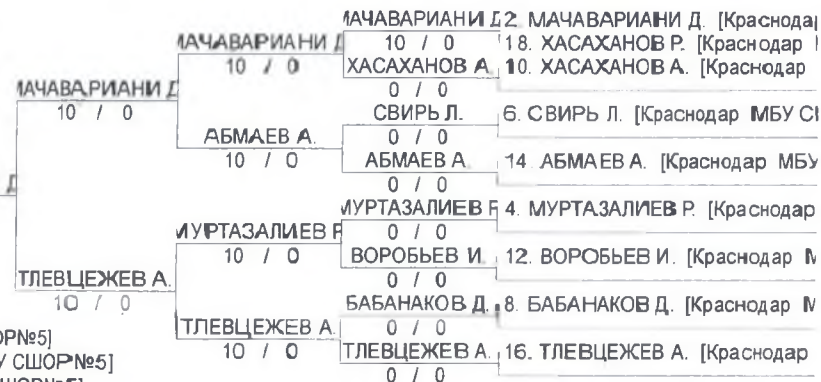 МАЧАВАРИАНИ Д 2. МАЧАВАРИАНИ Д. [Краснодар
МАЧАВАРИАНИ Д 10 / 0 18. ХАСАХАНОВ Р. [Краснодар
10 / 0 ХАСАХАНОВ А. 10. ХАСАХАНОВ А. [Краснодар
МАЧАВАРИАНИ Д 0 / 0
10 / 0 СВИРЬ Л. 6. СВИРЬ Л. [Краснодар МБУ
АБМАЕВ А. 0 / 0
10 / 0 АБМАЕВ А. 14. АБМАЕВ А. [Краснодар МБУ
Д 0 / 0
МУРТАЗАЛИЕВ Р 4. МУРТАЗАЛИЕВ Р. [Краснодар
МУРТАЗАЛИЕВ Р 0 / 0
10 / 0 ВОРОБЬЕВ И. 12. ВОРОБЬЕВ И. [Краснодар М
ТЛЕВЦЕЖЕВ А. 0 / 0
10 / 0 БАБАНАКОВ Д. 8. БАБАНАКОВ Д. [Краснодар М
ТЛЕВЦЕЖЕВ А. 0 / 0
ОР№5] 10 / 0 ТЛЕВЦЕЖЕВ А. 16. ТЛЕВЦЕЖЕВ А. [Краснодар
У СШОР№5] 0 / 0